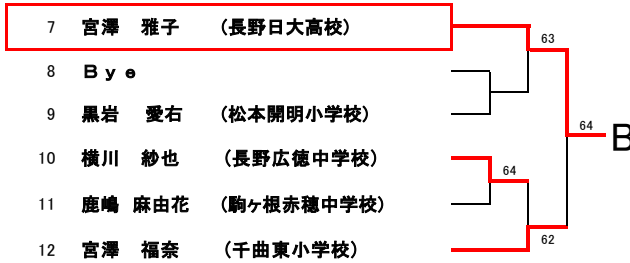 7 宮澤 雅子 (長野日大高校)
63
8 Bye
9 黒岩 愛右 (松本開明小学校)
64 B
10 横川 紗也 (長野広徳中学校)
64
11 鹿嶋 麻由花 (駒ヶ根赤穂中学校)
62
12 宮澤 福奈 (千曲東小学校)